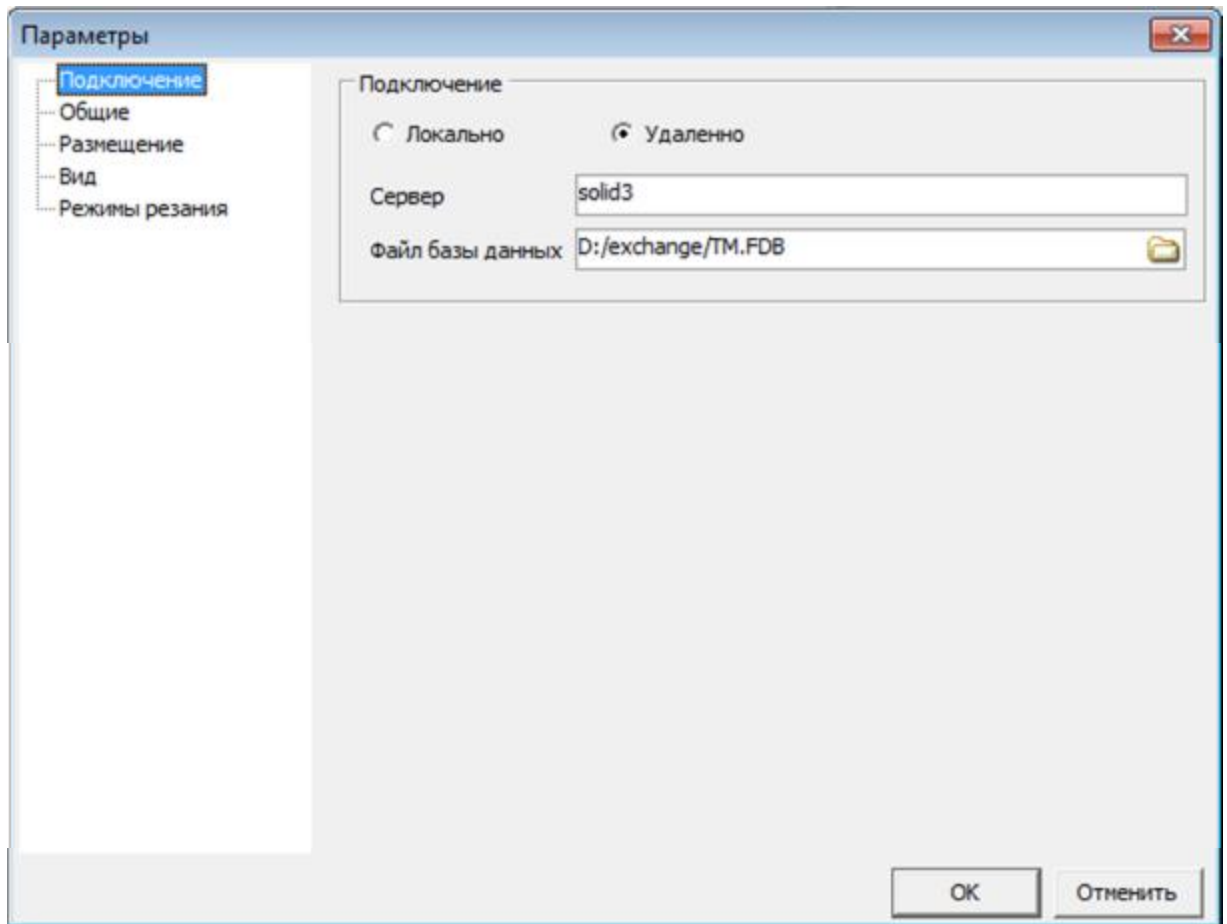 Параметры
Подключение
Общие
Размещение
Вид
Режимы резания
Подключение
Локально Удаленно
Сервер solid3
Файл базы данных D:/exchange/TM.FDB
OK Отменить